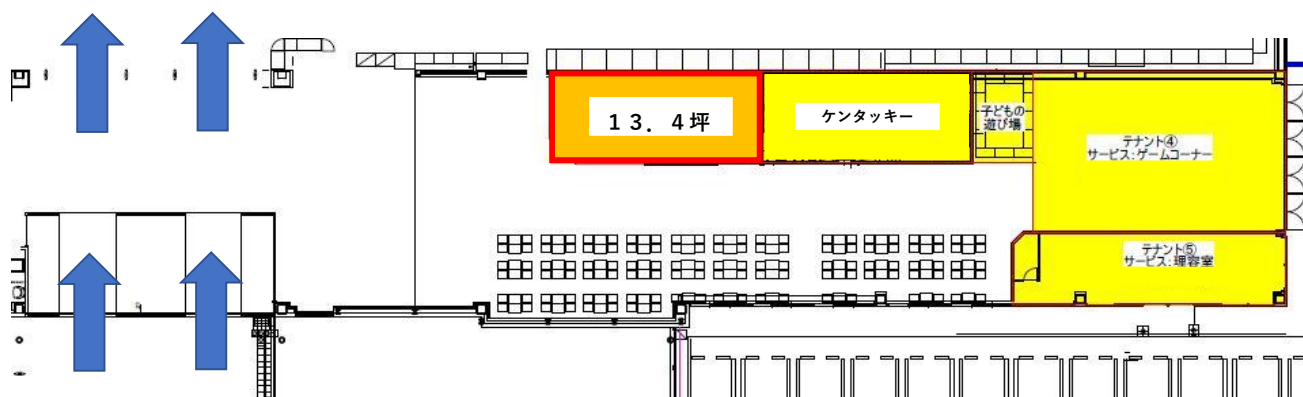 １３．４坪
ケンタッキー
子どもの
遊び場
テナント④
サービス：ゲームコーナー
テナント⑤
サービス：理容室